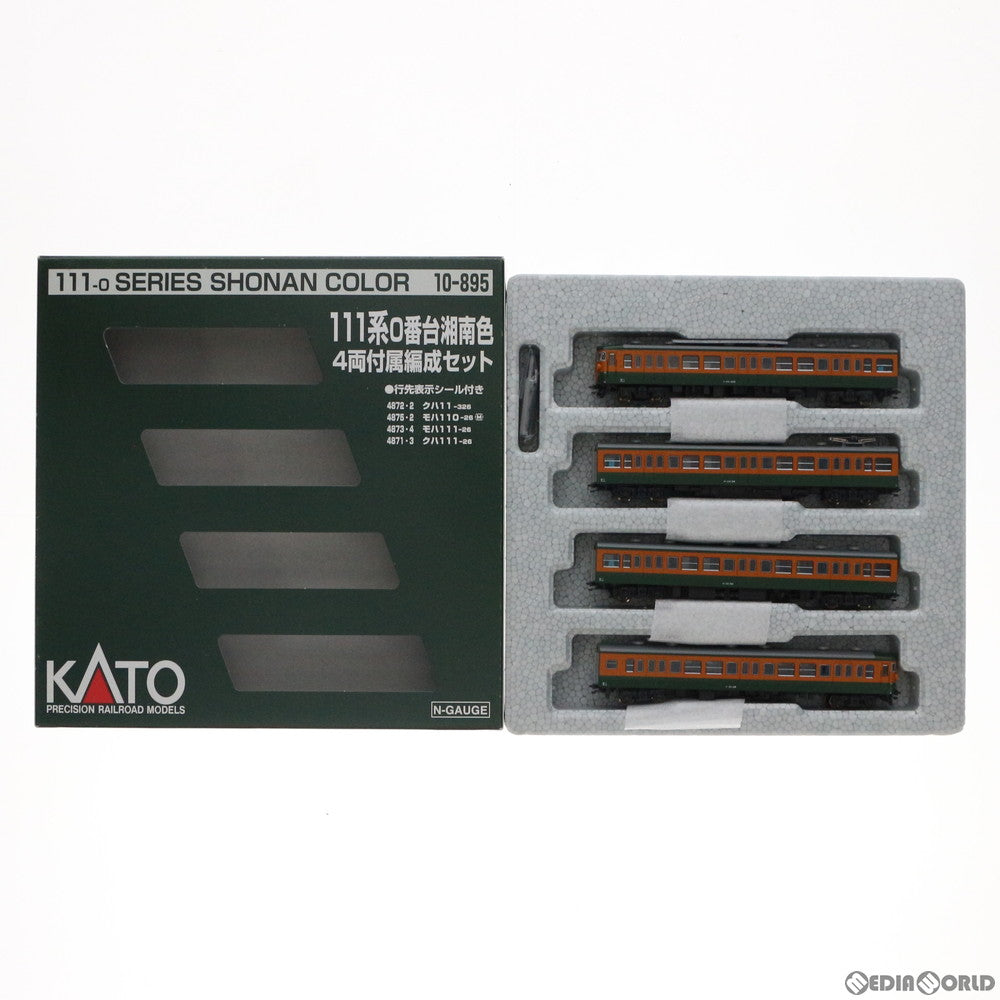 111-0 SERIES SHONAN COLOR 10-895
111系0番台湘南色
4両付属編成セット
●行先表示シール付き
4872-2 クハ111-326
4875-2 モハ110-26 Ⓜ
4873-4 モハ111-26
4871-3 クハ111-26
KATO
PRECISION RAILROAD MODELS
N-GAUGE
MEDIAWORLD